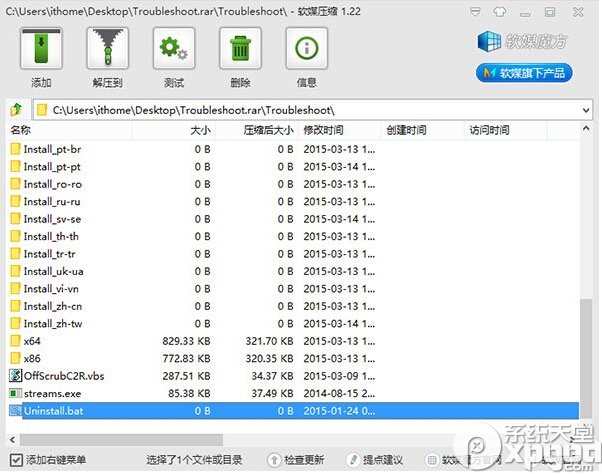 C:\Users\ithome\Desktop\Troubleshoot.rar\Troubleshoot\ - 软媒压缩 1.22
添加 解压到 测试 删除 信息
软媒魔方
软媒旗下产品
C:\Users\ithome\Desktop\Troubleshoot.rar\Troubleshoot\
名称 大小 压缩后大小 修改时间 创建时间 访问时间
Install_pt-br 0 B 0 B 2015-03-13 1...
Install_pt-pt 0 B 0 B 2015-03-14 1...
Install_ro-ro 0 B 0 B 2015-03-13 1...
Install_ru-ru 0 B 0 B 2015-03-13 1...
Install_sv-se 0 B 0 B 2015-03-14 1...
Install_th-th 0 B 0 B 2015-03-13 1...
Install_tr-tr 0 B 0 B 2015-03-13 1...
Install_uk-ua 0 B 0 B 2015-03-13 1...
Install_vi-vn 0 B 0 B 2015-03-13 1...
Install_zh-cn 0 B 0 B 2015-03-13 1...
Install_zh-tw 0 B 0 B 2015-03-14 1...
x64 829.33 KB 321.70 KB 2015-03-13 1...
x86 772.83 KB 320.35 KB 2015-03-13 1...
OffScrubC2R.vbs 287.51 KB 34.37 KB 2015-03-09 1...
streams.exe 85.38 KB 37.49 KB 2014-08-15 2...
Uninstall.bat 0 B 0 B 2015-01-24 0...
添加右键菜单 选择了1个文件或目录 检查更新 提点建议 软媒魔方官网
系统天堂